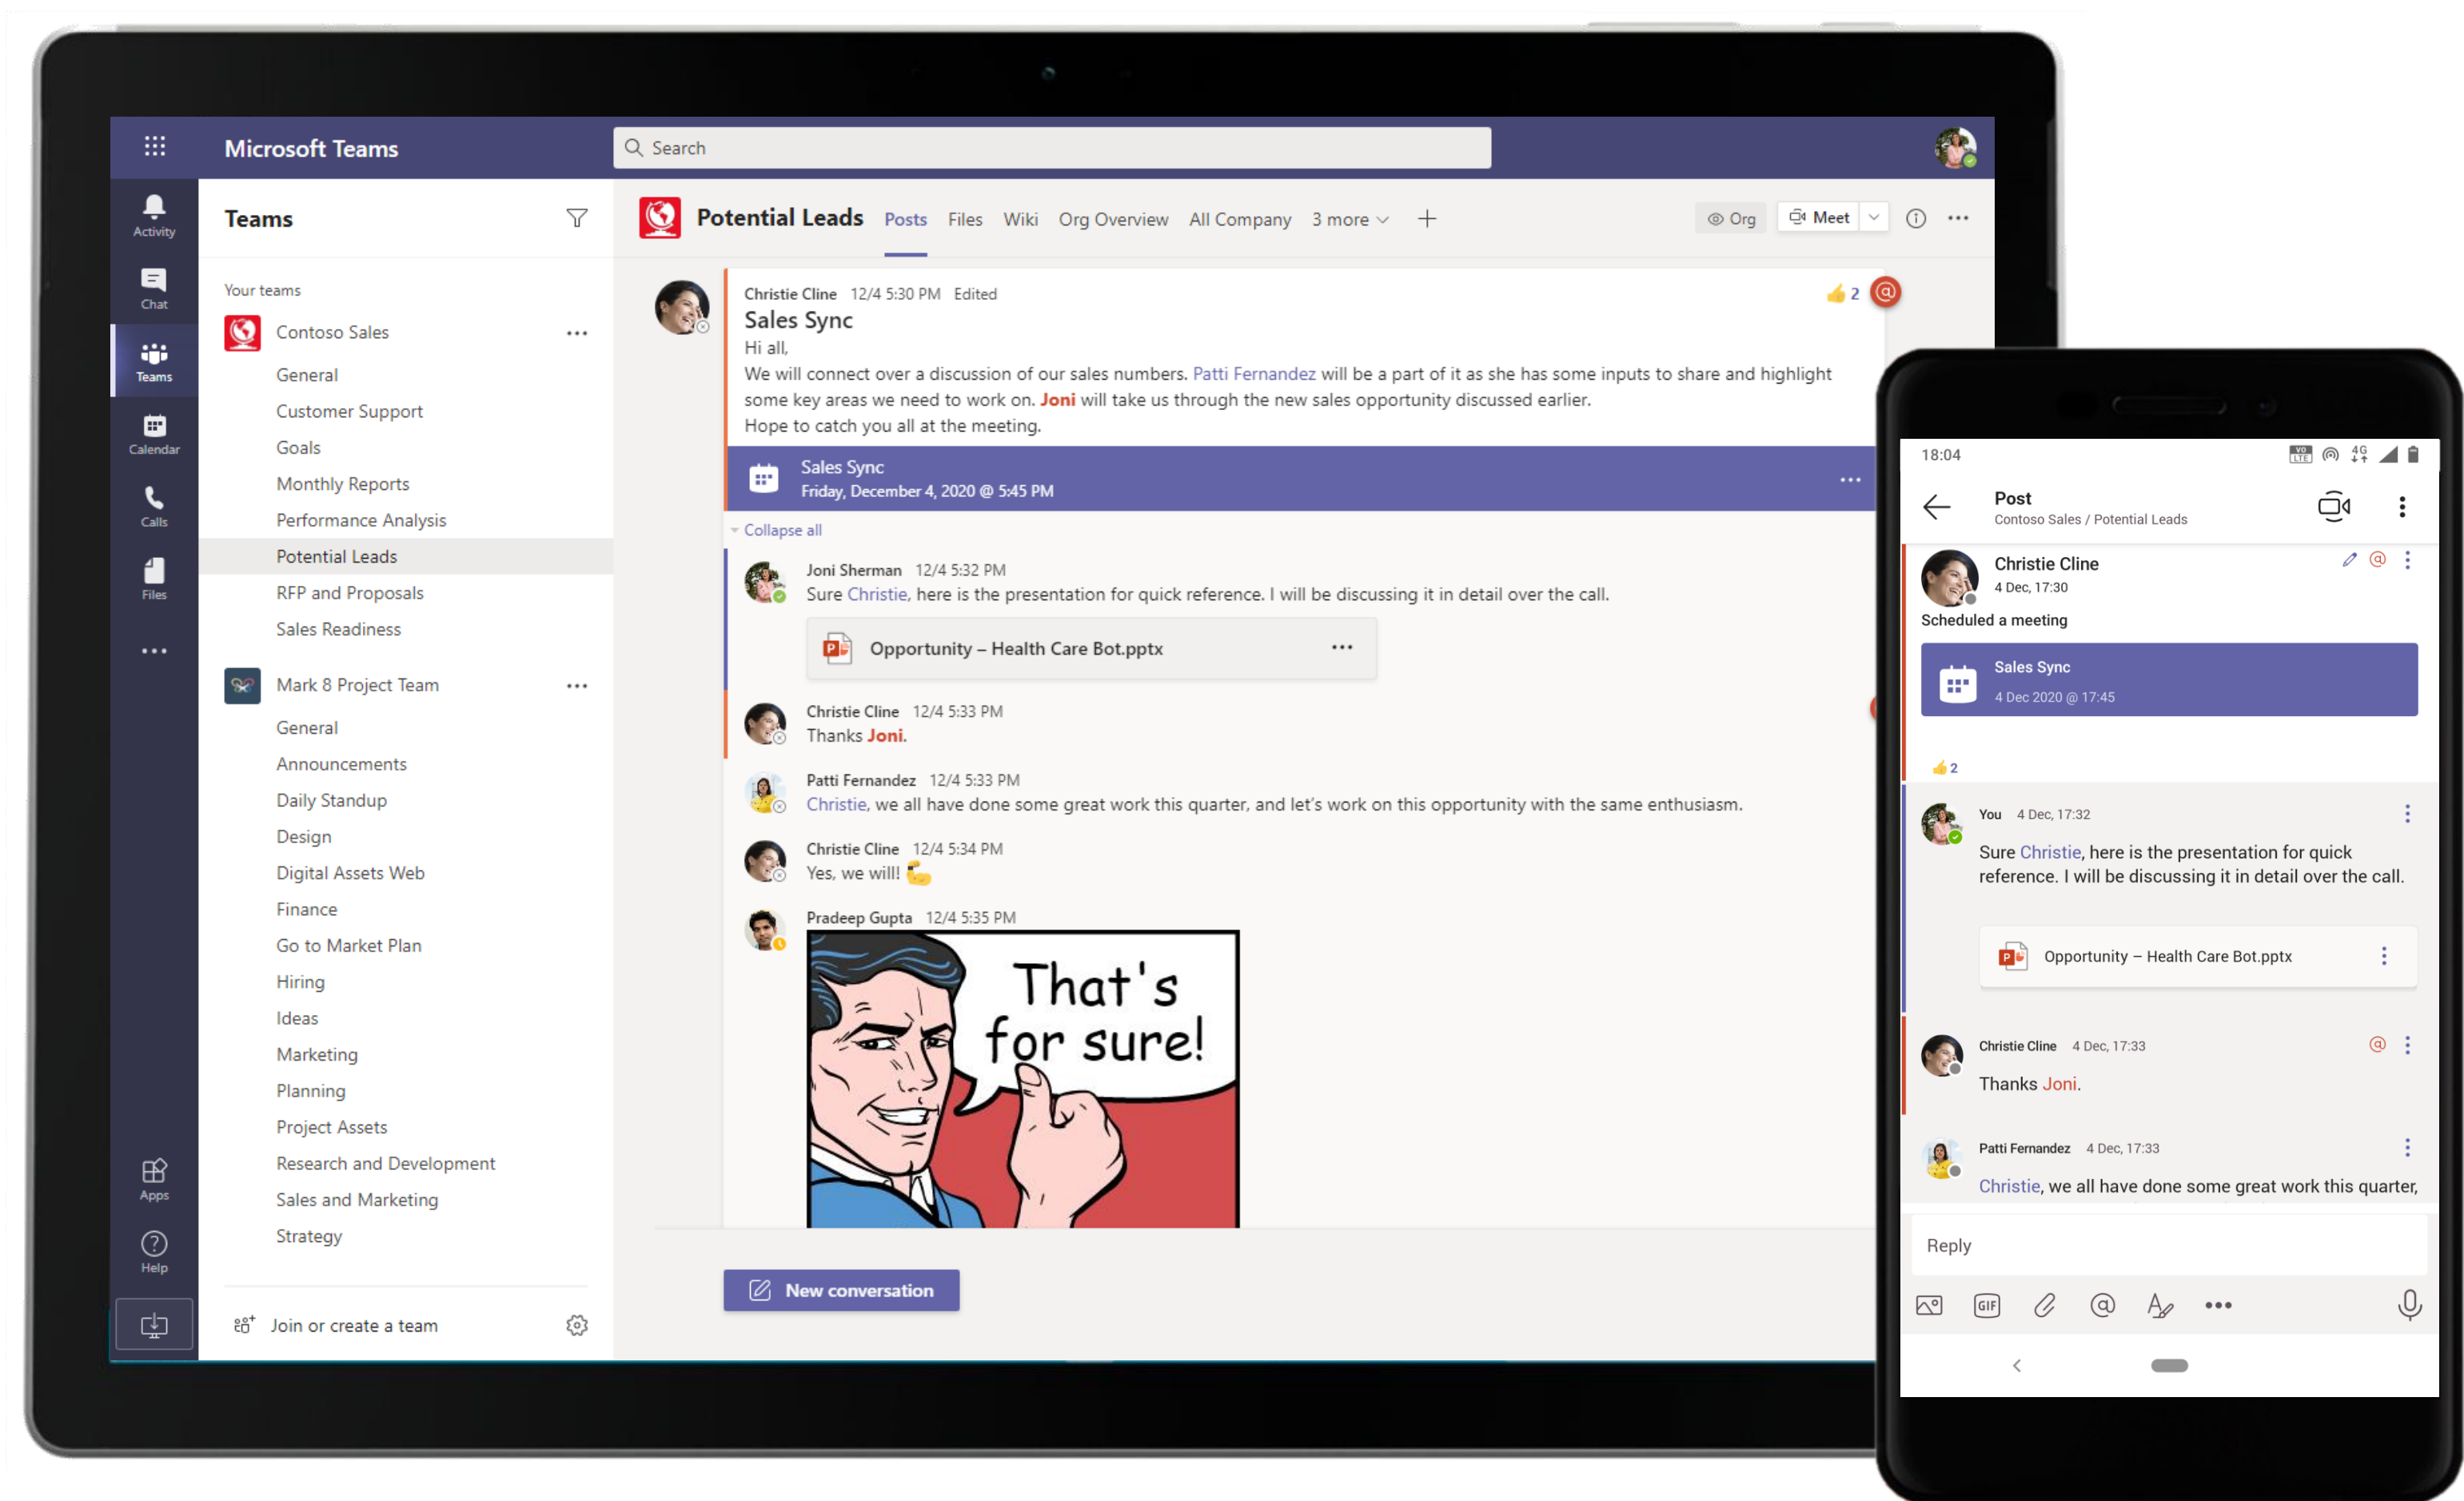 Microsoft Teams
Search
Activity
Chat
Teams
Calendar
Calls
Files
Apps
Help
Teams
Your teams
Contoso Sales
General
Customer Support
Goals
Monthly Reports
Performance Analysis
Potential Leads
RFP and Proposals
Sales Readiness
Mark 8 Project Team
General
Announcements
Daily Standup
Design
Digital Assets Web
Finance
Go to Market Plan
Hiring
Ideas
Marketing
Planning
Project Assets
Research and Development
Sales and Marketing
Strategy
Join or create a team
Potential Leads Posts Files Wiki Org Overview All Company 3 more
Org Meet
Christie Cline 12/4 5:30 PM Edited
2 @
Sales Sync
Hi all,
We will connect over a discussion of our sales numbers. Patti Fernandez will be a part of it as she has some inputs to share and highlight
some key areas we need to work on. Joni will take us through the new sales opportunity discussed earlier.
Hope to catch you all at the meeting.
Sales Sync
Friday, December 4, 2020 @ 5:45 PM
Collapse all
Joni Sherman 12/4 5:32 PM
Sure Christie, here is the presentation for quick reference. I will be discussing it in detail over the call.
Opportunity – Health Care Bot.pptx
Christie Cline 12/4 5:33 PM
Thanks Joni.
Patti Fernandez 12/4 5:33 PM
Christie, we all have done some great work this quarter, and let's work on this opportunity with the same enthusiasm.
Christie Cline 12/4 5:34 PM
Yes, we will!
Pradeep Gupta 12/4 5:35 PM
That's
for sure!
New conversation
18:04
VO
LTE
4G
Post
Contoso Sales / Potential Leads
Christie Cline
@
4 Dec, 17:30
Scheduled a meeting
Sales Sync
4 Dec 2020 @ 17:45
2
You 4 Dec, 17:32
Sure Christie, here is the presentation for quick
reference. I will be discussing it in detail over the call.
Opportunity – Health Care Bot.pptx
Christie Cline 4 Dec, 17:33
@
Thanks Joni.
Patti Fernandez 4 Dec, 17:33
Christie, we all have done some great work this quarter,
Reply
GIF
@